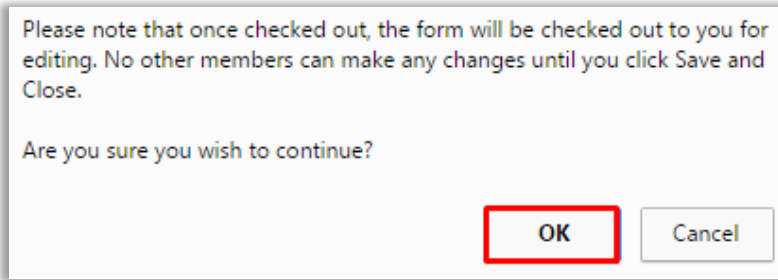 Please note that once checked out, the form will be checked out to you for
editing. No other members can make any changes until you click Save and
Close.
Are you sure you wish to continue?
OK Cancel